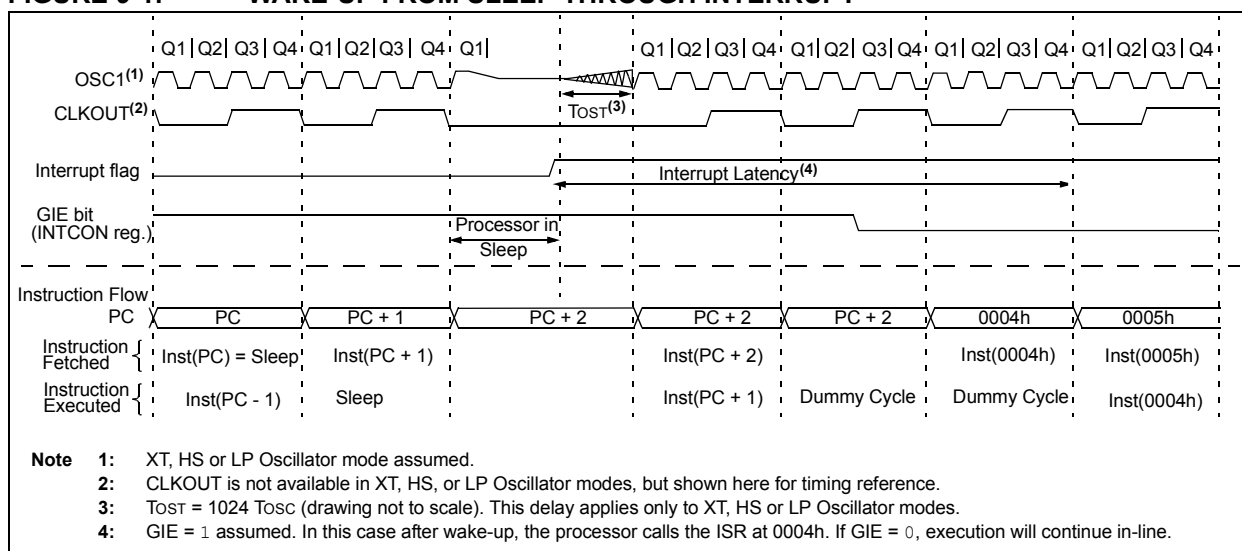 FIGURE 9-1: WAKE-UP FROM SLEEP THROUGH INTERRUPT
Q1 Q2 Q3 Q4 Q1 Q2 Q3 Q4 Q1 Q1 Q2 Q3 Q4 Q1 Q2 Q3 Q4 Q1 Q2 Q3 Q4 Q1 Q2 Q3 Q4
OSC1(1)
CLKOUT(2)
TOST(3)
Interrupt flag
Interrupt Latency(4)
GIE bit
(INTCON reg.)
Processor in
Sleep
Instruction Flow
PC PC PC + 1 PC + 2 PC + 2 PC + 2 0004h 0005h
Instruction
Fetched
Inst(PC) = Sleep Inst(PC + 1) Inst(PC + 2) Inst(0004h) Inst(0005h)
Instruction
Executed
Inst(PC - 1) Sleep Inst(PC + 1) Dummy Cycle Dummy Cycle Inst(0004h)
Note 1: XT, HS or LP Oscillator mode assumed.
2: CLKOUT is not available in XT, HS, or LP Oscillator modes, but shown here for timing reference.
3: TOST = 1024 TOSC (drawing not to scale). This delay applies only to XT, HS or LP Oscillator modes.
4: GIE = 1 assumed. In this case after wake-up, the processor calls the ISR at 0004h. If GIE = 0, execution will continue in-line.